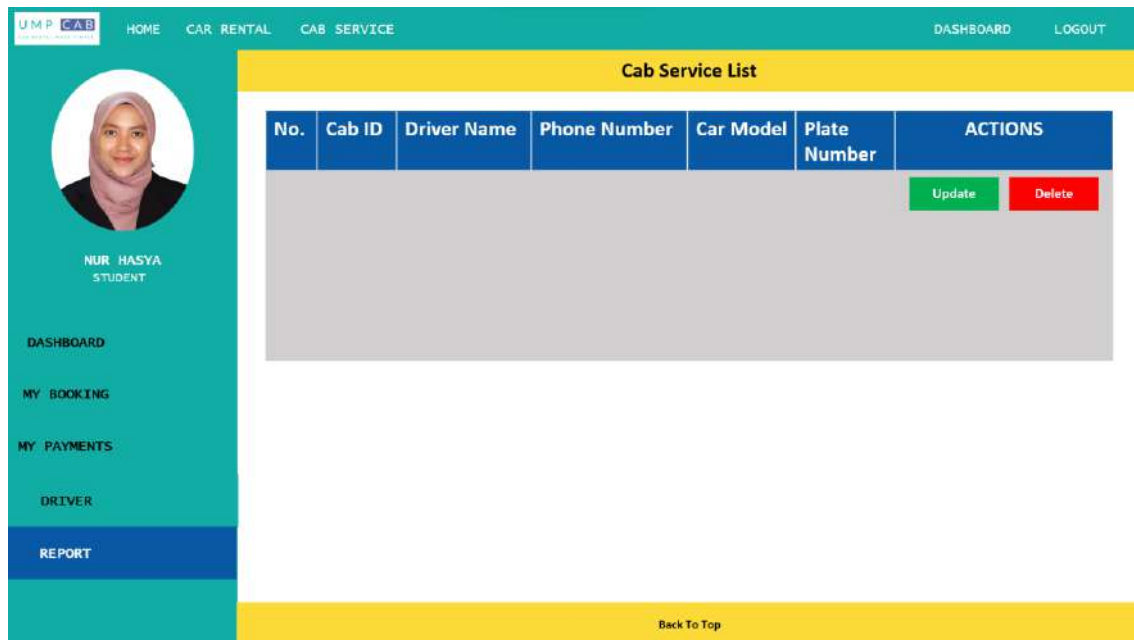 UMP CAB
HOME CAR RENTAL CAB SERVICE DASHBOARD LOGOUT
Cab Service List
No. Cab ID Driver Name Phone Number Car Model Plate Number ACTIONS
Update Delete
NUR HASYA
STUDENT
DASHBOARD
MY BOOKING
MY PAYMENTS
DRIVER
REPORT
Back To Top